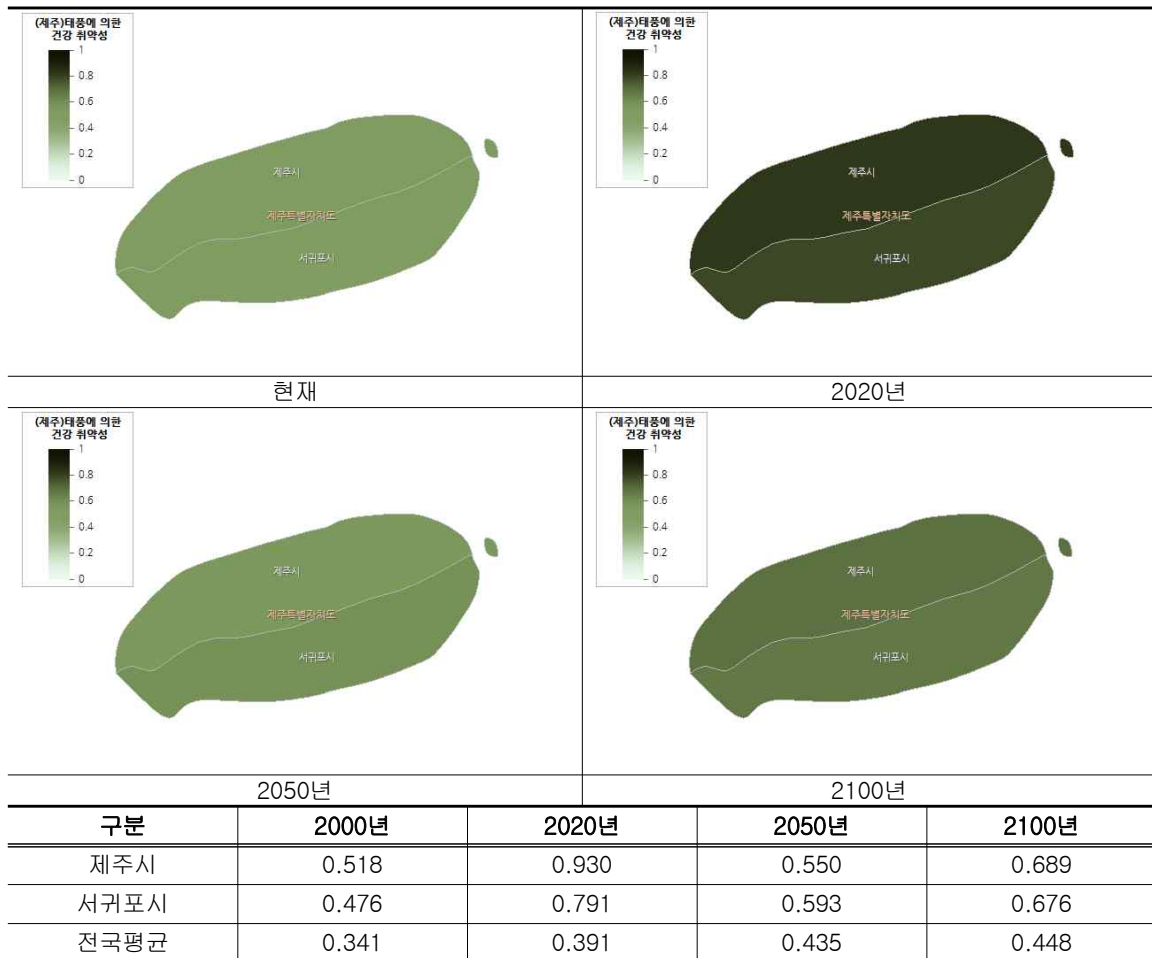 (제주)태풍에 의한
건강 취약성
1
0.8
0.6
0.4
0.2
0
제주시
제주특별자치도
서귀포시
(제주)태풍에 의한
건강 취약성
1
0.8
0.6
0.4
0.2
0
제주시
제주특별자치도
서귀포시
현재 2020년
(제주)태풍에 의한
건강 취약성
1
0.8
0.6
0.4
0.2
0
제주시
제주특별자치도
서귀포시
(제주)태풍에 의한
건강 취약성
1
0.8
0.6
0.4
0.2
0
제주시
제주특별자치도
서귀포시
2050년 2100년
구분 2000년 2020년 2050년 2100년
제주시 0.518 0.930 0.550 0.689
서귀포시 0.476 0.791 0.593 0.676
전국평균 0.341 0.391 0.435 0.448